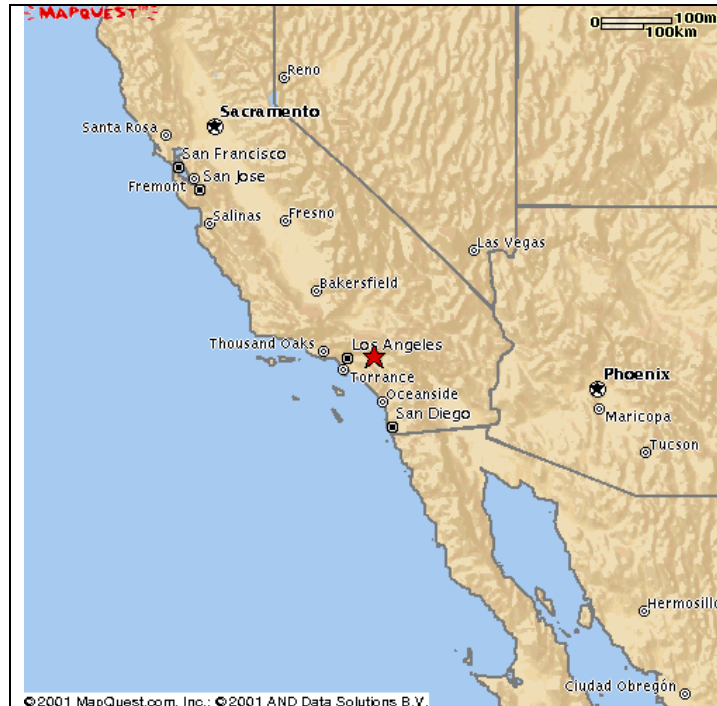 MAPQUEST
0 100m
100km
Reno
Sacramento
Santa Rosa
San Francisco
San Jose
Fremont
Salinas
Fresno
Las Vegas
Bakersfield
Thousand Oaks
Los Angeles
Torrance
Phoenix
Oceanside
San Diego
Maricopa
Tucson
Hermosillo
Ciudad Obregón
©2001 MapQuest.com, Inc.; ©2001 AND Data Solutions B.V.